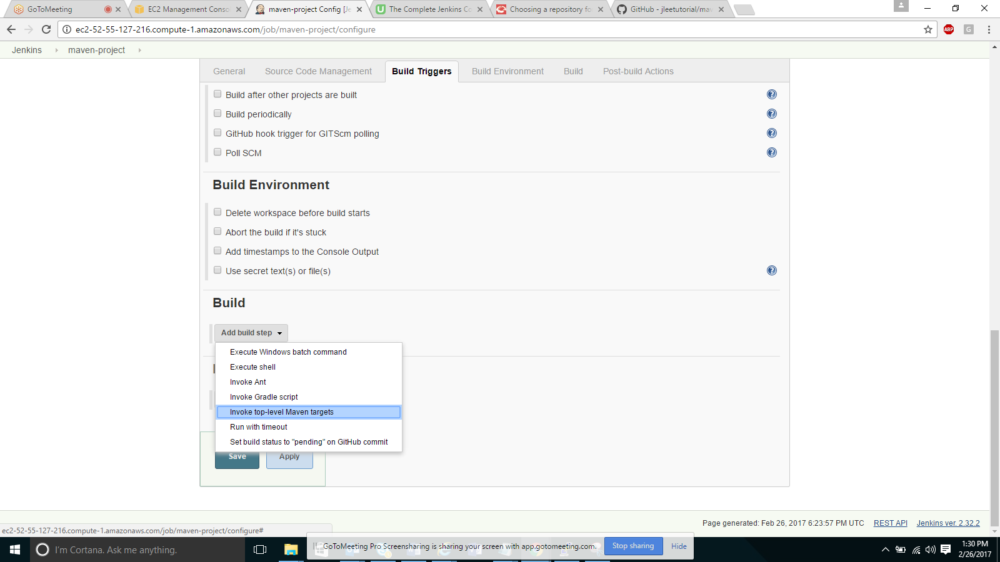 GoToMeeting
EC2 Management Conso
maven-project Config [Je
The Complete Jenkins Co
Choosing a repository fo
GitHub - jleetutorial/mav
ec2-52-55-127-216.compute-1.amazonaws.com/job/maven-project/configure
ABP
G
Jenkins
maven-project
General
Source Code Management
Build Triggers
Build Environment
Build
Post-build Actions
Build after other projects are built
Build periodically
GitHub hook trigger for GITScm polling
Poll SCM
Build Environment
Delete workspace before build starts
Abort the build if it's stuck
Add timestamps to the Console Output
Use secret text(s) or file(s)
Build
Add build step
Execute Windows batch command
Execute shell
Invoke Ant
Invoke Gradle script
Invoke top-level Maven targets
Run with timeout
Set build status to "pending" on GitHub commit
Save
Apply
Page generated: Feb 26, 2017 6:23:57 PM UTC
REST API
Jenkins ver. 2.32.2
ec2-52-55-127-216.compute-1.amazonaws.com/job/maven-project/configure#
I'm Cortana. Ask me anything.
GoToMeeting Pro Screensharing is sharing your screen with app.gotomeeting.com.
Stop sharing
Hide
1:30 PM
2/26/2017